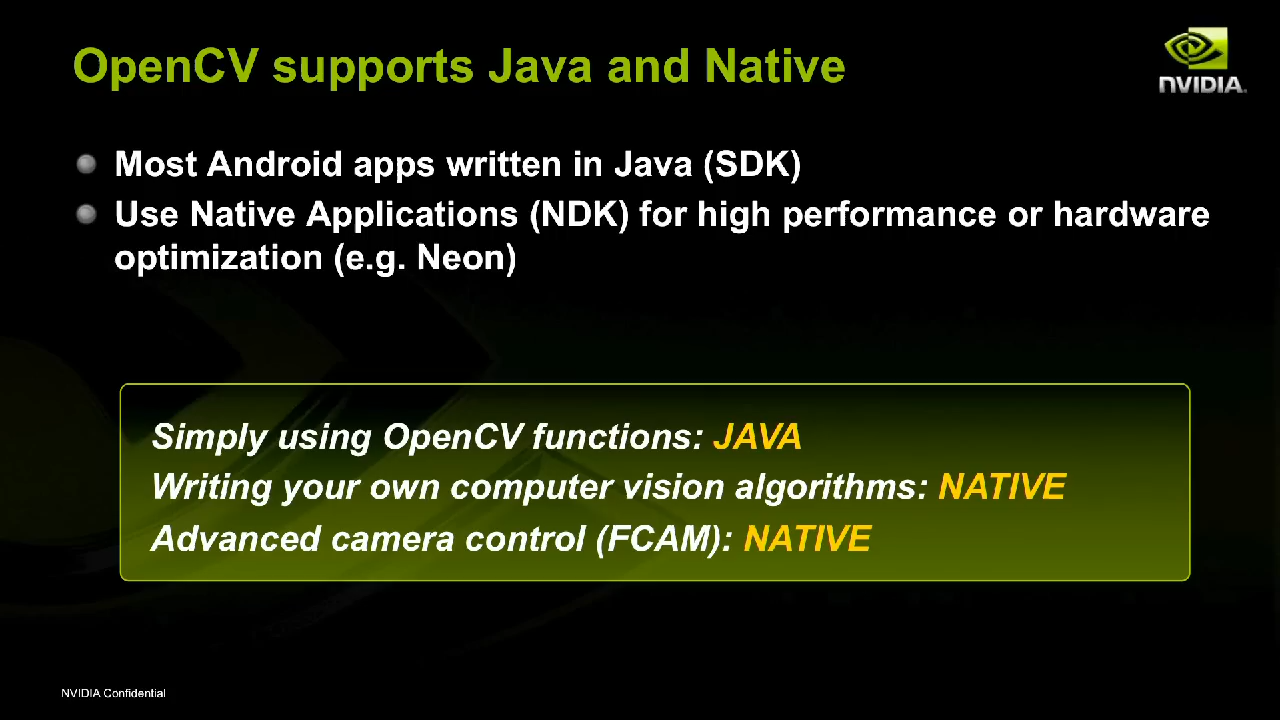 OpenCV supports Java and Native
NVIDIA.
Most Android apps written in Java (SDK)
Use Native Applications (NDK) for high performance or hardware
optimization (e.g. Neon)
Simply using OpenCV functions: JAVA
Writing your own computer vision algorithms: NATIVE
Advanced camera control (FCAM): NATIVE
NVIDIA Confidential